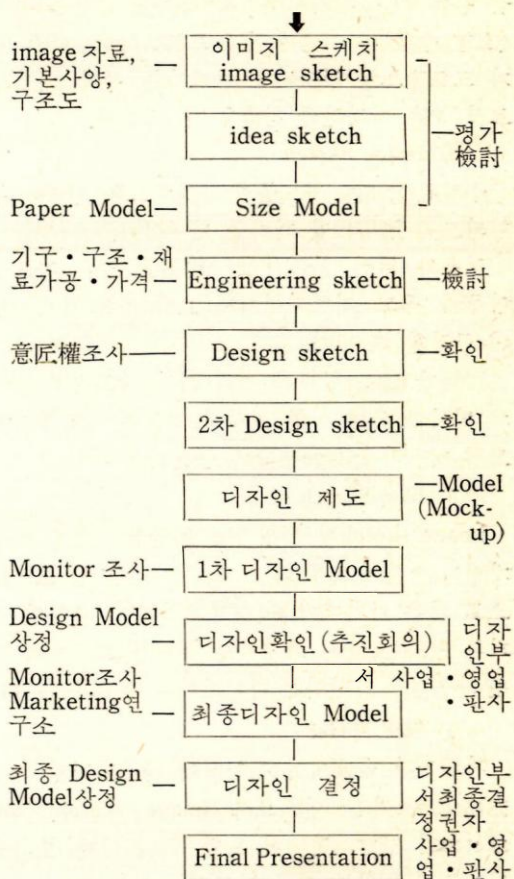 image 자료,
기본사양,
구조도
이미지 스케치
image sketch
idea sketch
평가
檢討
Paper Model
Size Model
기구・구조・재
료가공・가격
Engineering sketch
檢討
意匠權조사
Design sketch
확인
2차 Design sketch
확인
디자인 제도
Model
(Mock-
up)
Monitor 조사
1차 디자인 Model
Design Model
상정
디자인확인(추진회의)
디자
인부
서 사업・영업
・판사
Monitor조사
Marketing연
구소
최종디자인 Model
최종 Design
Model상정
디자인 결정
디자인부
서최종결
정권자
사업・영
업・판사
Final Presentation